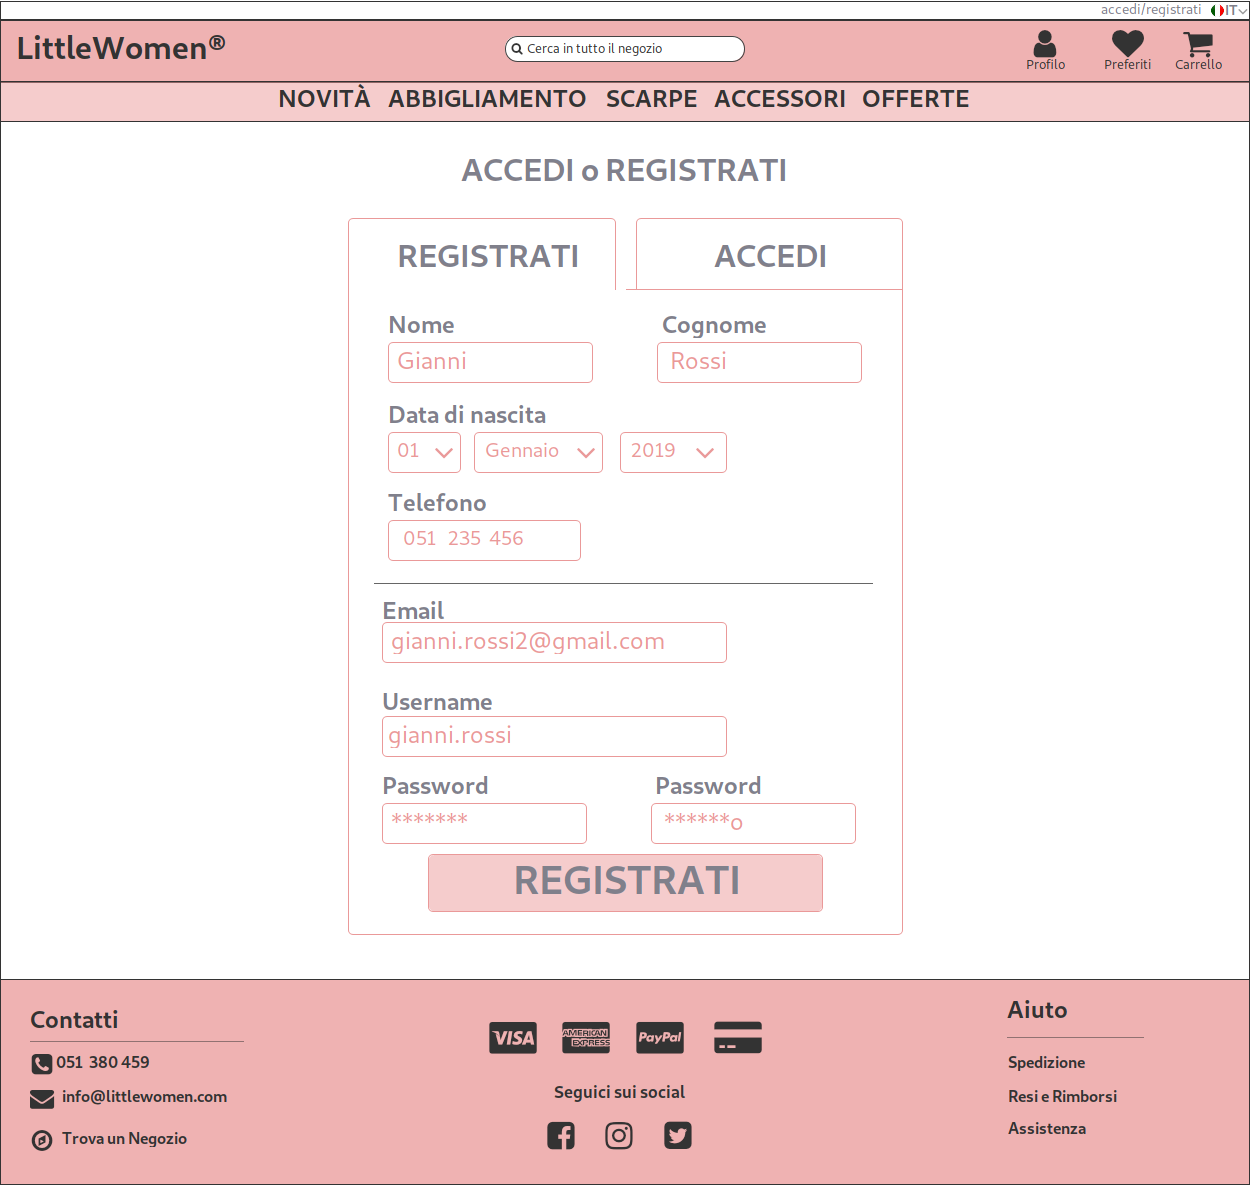 accedi/registrati IT
LittleWomen®
Cerca in tutto il negozio
Profilo Preferiti Carrello
NOVITÀ ABBIGLIAMENTO SCARPE ACCESSORI OFFERTE
ACCEDI o REGISTRATI
REGISTRATI ACCEDI
Nome Cognome
Gianni Rossi
Data di nascita
01 Gennaio 2019
Telefono
051 235 456
Email
gianni.rossi2@gmail.com
Username
gianni.rossi
Password Password
******* ******o
REGISTRATI
Contatti
051 380 459
info@littlewomen.com
Trova un Negozio
VISA AMERICAN EXPRESS PayPal
Seguici sui social
Aiuto
Spedizione
Resi e Rimborsi
Assistenza